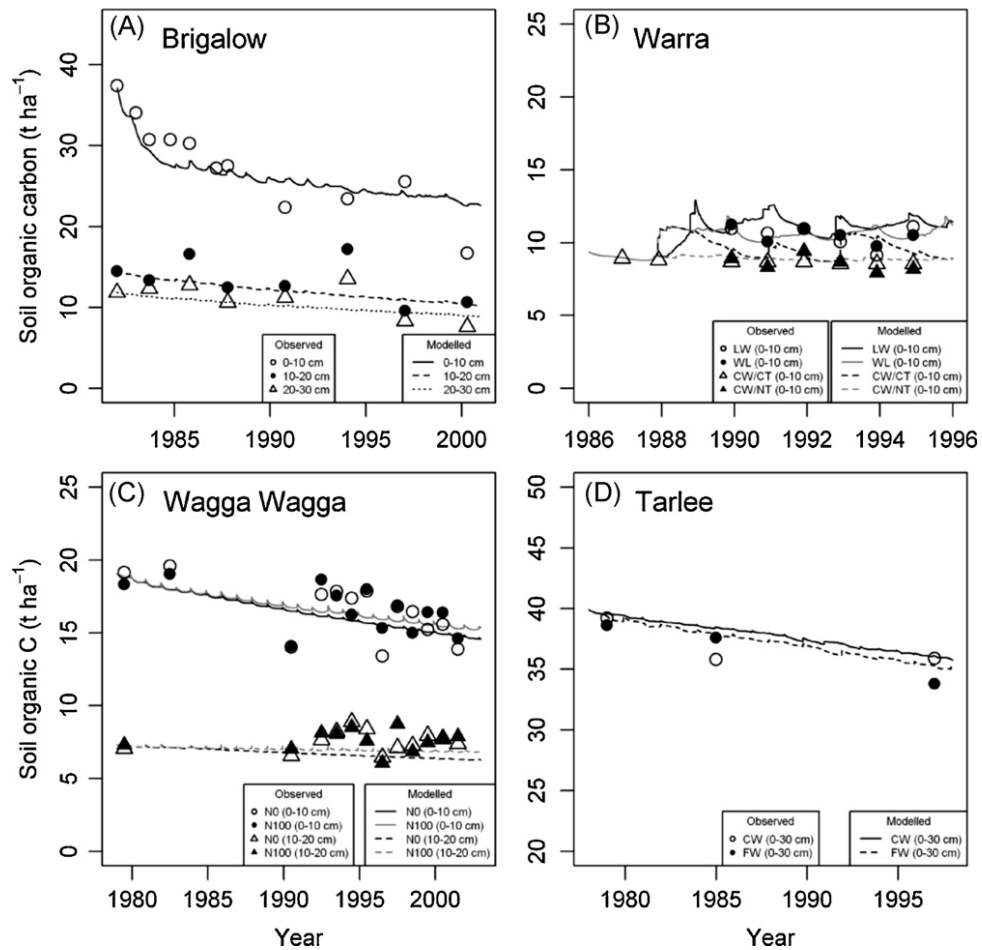 (A) Brigalow
Soil organic carbon (t ha⁻¹)
40
30
20
10
0
Observed
0-10 cm
10-20 cm
20-30 cm
Modelled
0-10 cm
10-20 cm
20-30 cm
1985 1990 1995 2000
(B) Warra
25
20
15
10
5
0
Observed
LW (0-10 cm)
WL (0-10 cm)
CW/CT (0-10 cm)
CW/NT (0-10 cm)
Modelled
LW (0-10 cm)
WL (0-10 cm)
CW/CT (0-10 cm)
CW/NT (0-10 cm)
1986 1988 1990 1992 1994 1996
(C) Wagga Wagga
Soil organic C (t ha⁻¹)
25
20
15
10
5
0
Observed
N0 (0-10 cm)
N100 (0-10 cm)
N0 (10-20 cm)
N100 (10-20 cm)
Modelled
N0 (0-10 cm)
N100 (0-10 cm)
N0 (10-20 cm)
N100 (10-20 cm)
1980 1985 1990 1995 2000
Year
(D) Tarlee
50
45
40
35
30
25
20
Observed
CW (0-30 cm)
FW (0-30 cm)
Modelled
CW (0-30 cm)
FW (0-30 cm)
1980 1985 1990 1995
Year